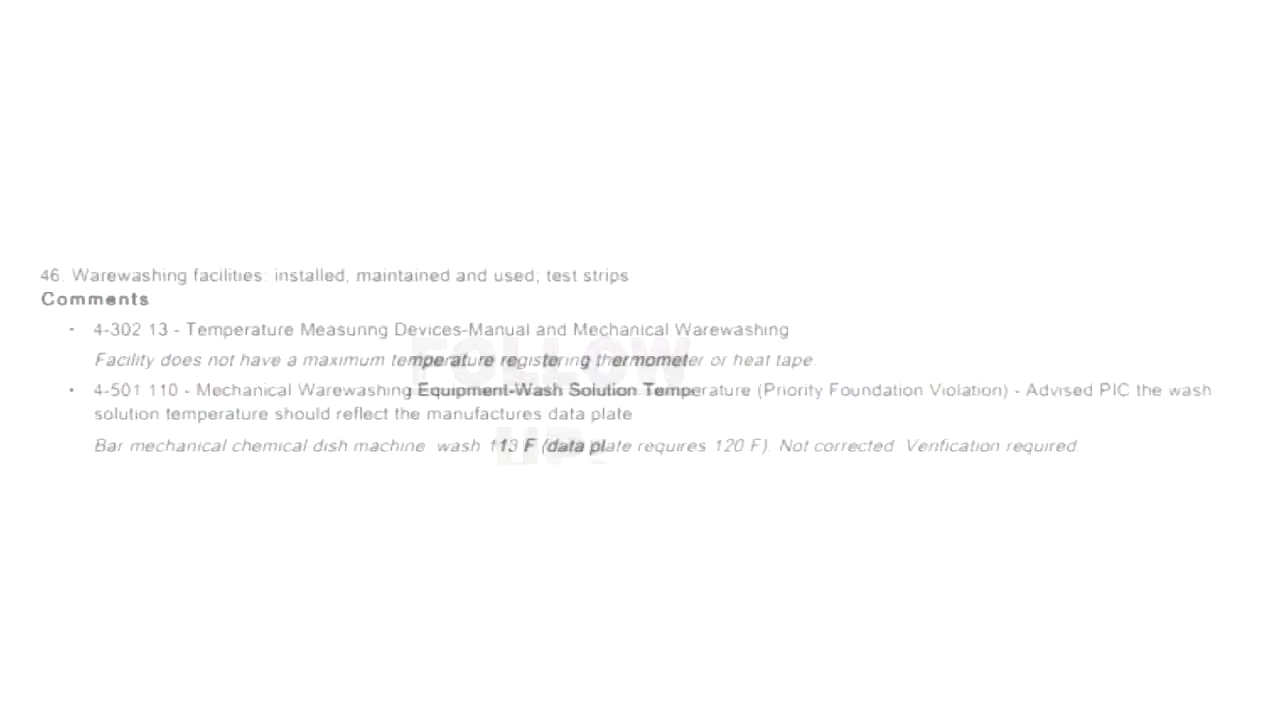 46. Warewashing facilities: installed, maintained and used; test strips
Comments
• 4-302.13 - Temperature Measuring Devices-Manual and Mechanical Warewashing
Facility does not have a maximum temperature registering thermometer or heat tape.
• 4-501.110 - Mechanical Warewashing Equipment-Wash Solution Temperature (Priority Foundation Violation) - Advised PIC the wash
solution temperature should reflect the manufactures data plate
Bar mechanical chemical dish machine wash 113 F (data plate requires 120 F). Not corrected. Verification required.
FOLLOW
UP.